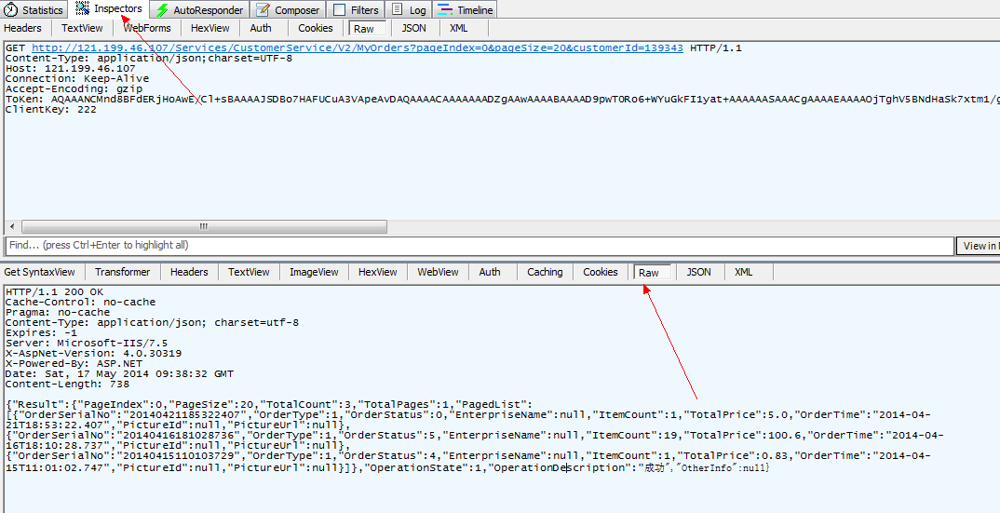 Statistics Inspectors AutoResponder Composer Filters Log Timeline
Headers TextView WebForms HexView Auth Cookies Raw JSON XML
GET http://121.199.46.107/Services/CustomerService/V2/MyOrders?pageIndex=0&pageSize=20&customerId=139343 HTTP/1.1
Content-Type: application/json;charset=UTF-8
Host: 121.199.46.107
Connection: Keep-Alive
Accept-Encoding: gzip
Token: AQAAANCMnd8BFdERjHoAwE/Cl+sBAAAAJSDBo7HAFUCuA3VApeAvDAQAAAACAAAAAAADZgAAwAAAABAAAAD9pwT0Ro6+WYuGkFI1yat+AAAAAASAAACgAAAAEAAAAOjTghV5BNdHaSk7xtm1/g
ClientKey: 222
Find... (press Ctrl+Enter to highlight all) View in
Get SyntaxView Transformer Headers TextView ImageView HexView WebView Auth Caching Cookies Raw JSON XML
HTTP/1.1 200 OK
Cache-Control: no-cache
Pragma: no-cache
Content-Type: application/json; charset=utf-8
Expires: -1
Server: Microsoft-IIS/7.5
X-AspNet-Version: 4.0.30319
X-Powered-By: ASP.NET
Date: Sat, 17 May 2014 09:38:32 GMT
Content-Length: 738
{"Result":{"PageIndex":0,"PageSize":20,"TotalCount":3,"TotalPages":1,"PagedList":
[{"OrderSerialNo":"20140421185322407","OrderType":1,"OrderStatus":0,"EnterpriseName":null,"ItemCount":1,"TotalPrice":5.0,"OrderTime":"2014-04-
21T18:53:22.407","PictureId":null,"PictureUrl":null},
{"OrderSerialNo":"20140416181028736","OrderType":1,"OrderStatus":5,"EnterpriseName":null,"ItemCount":19,"TotalPrice":100.6,"OrderTime":"2014-04-
16T18:10:28.737","PictureId":null,"PictureUrl":null},
{"OrderSerialNo":"20140415110103729","OrderType":1,"OrderStatus":4,"EnterpriseName":null,"ItemCount":1,"TotalPrice":0.83,"OrderTime":"2014-04-
15T11:01:02.747","PictureId":null,"PictureUrl":null}]},"OperationState":1,"OperationDescription":"成功","OtherInfo":null}